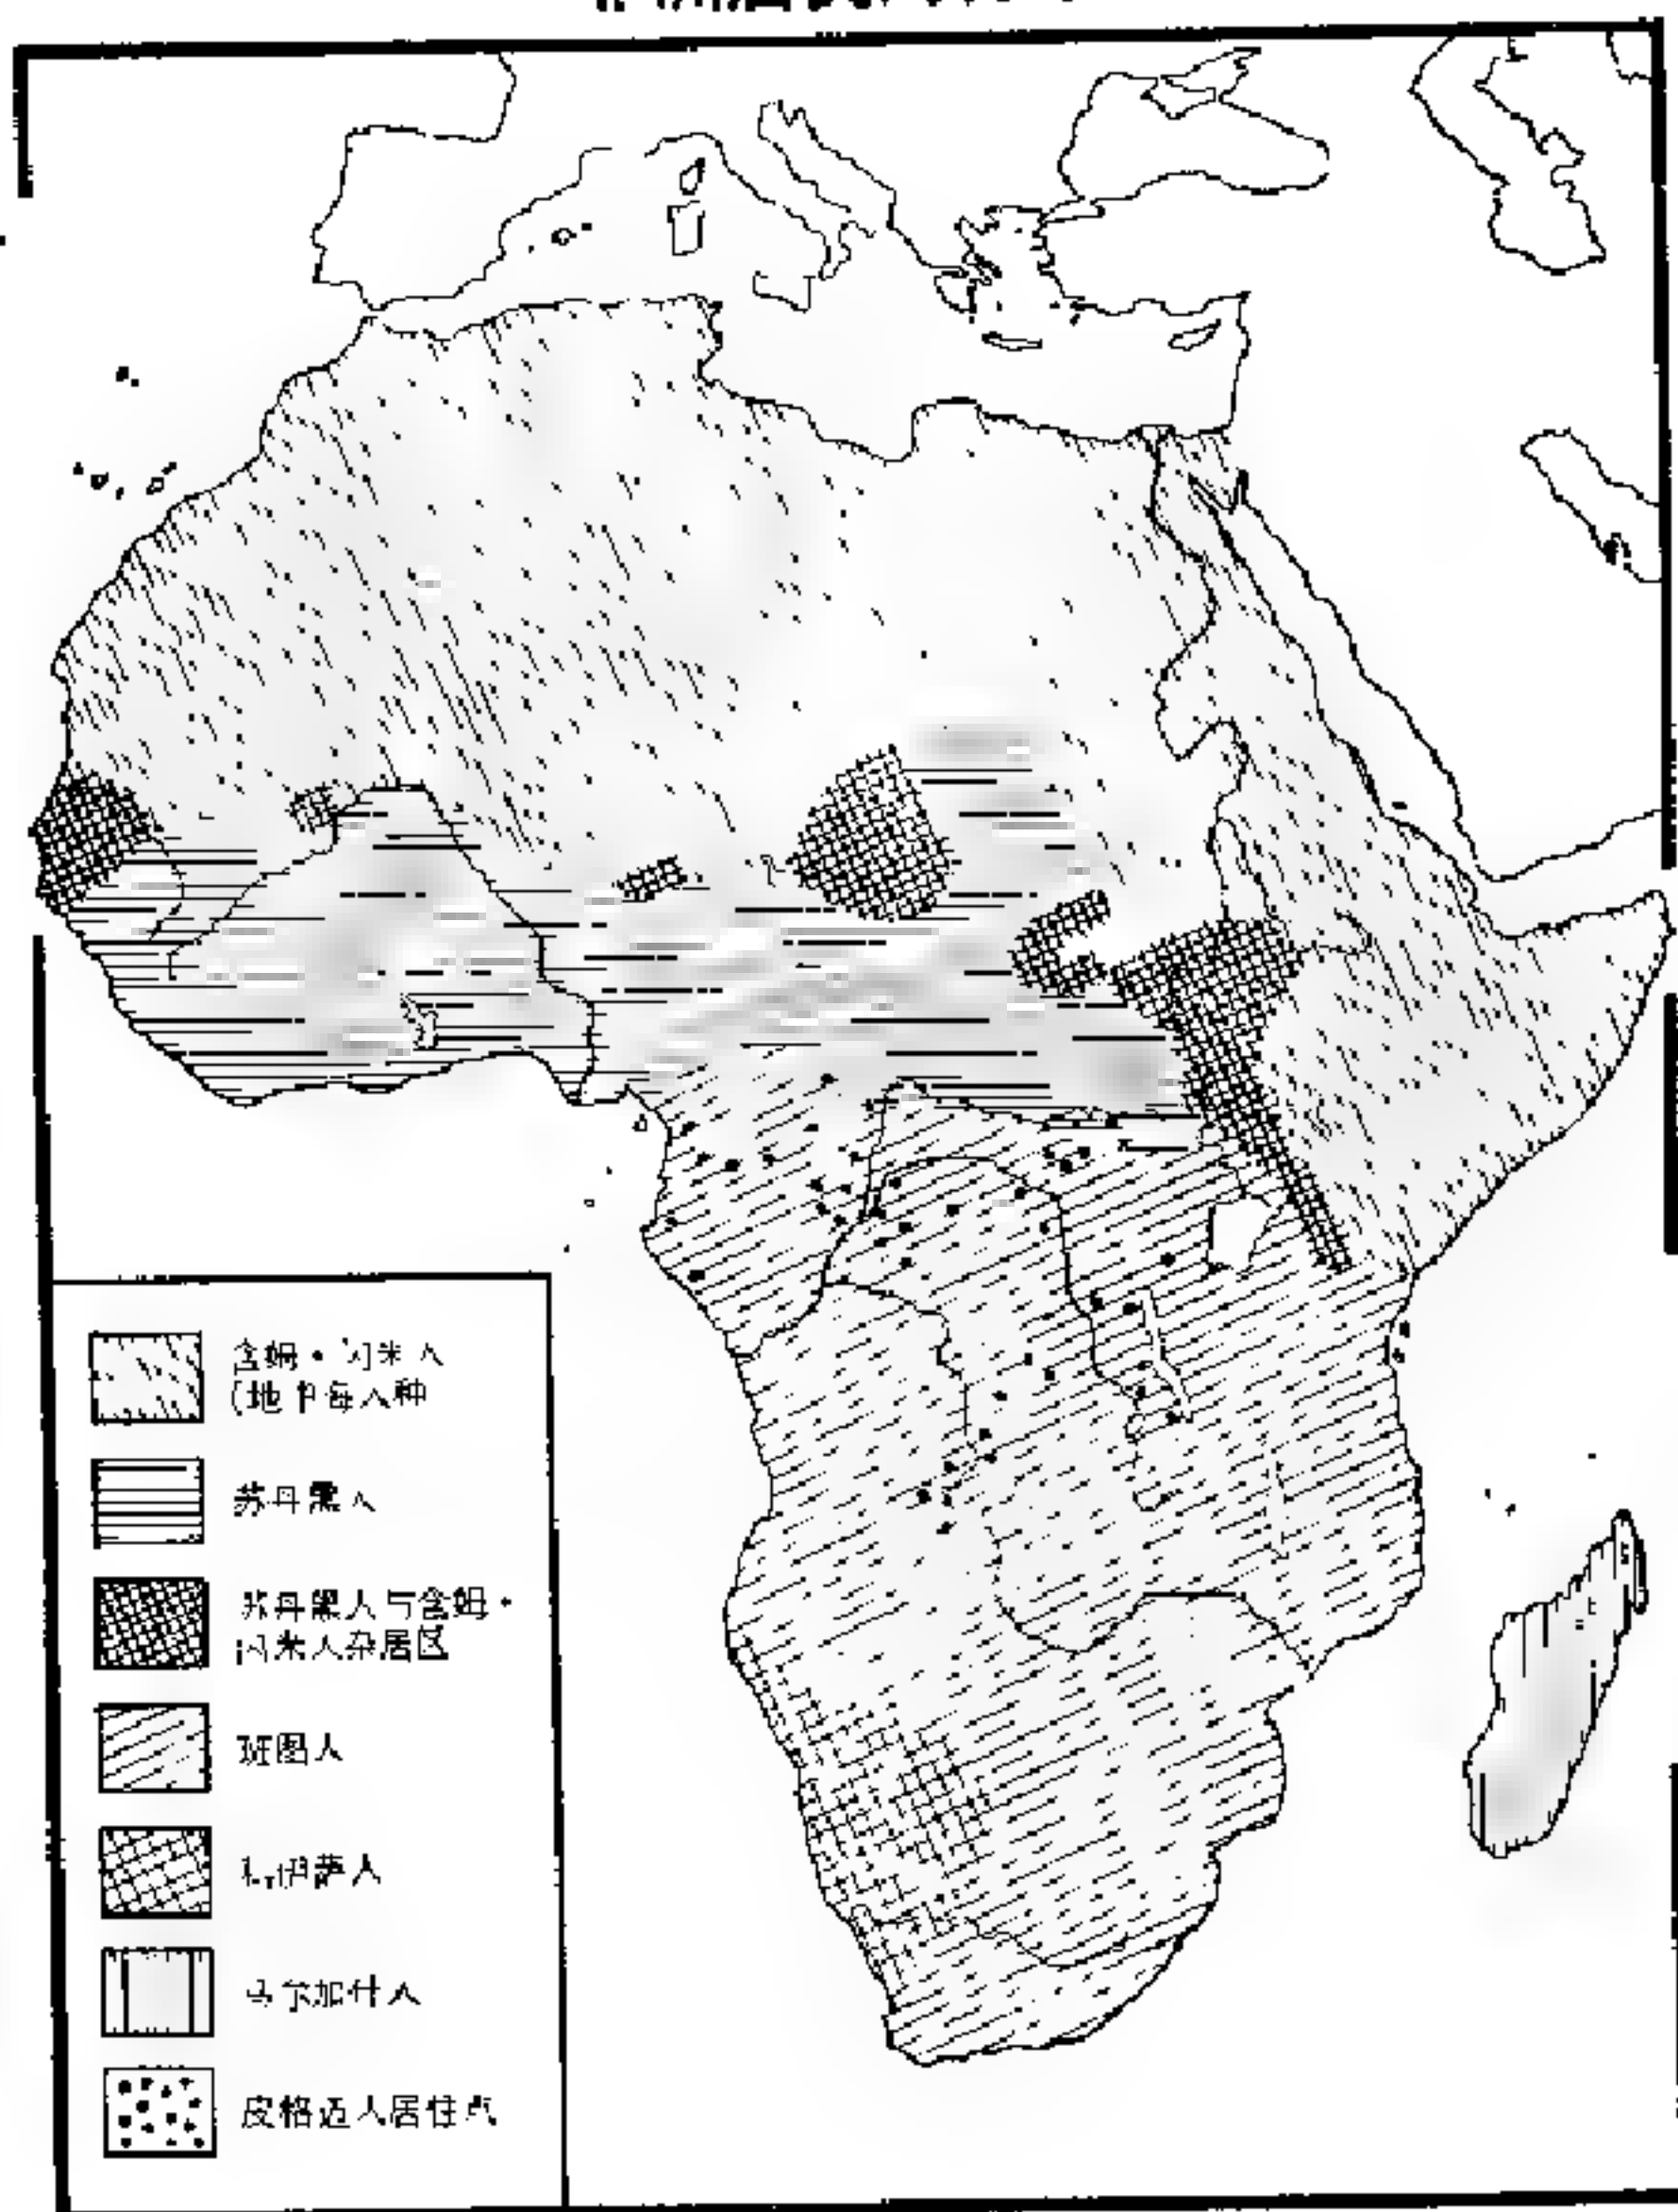 含姆·闪米人
(地中海人种
苏丹黑人
苏丹黑人与含姆·
闪米人杂居区
班图人
伊萨人
马尔加什人
皮格迈人居住点